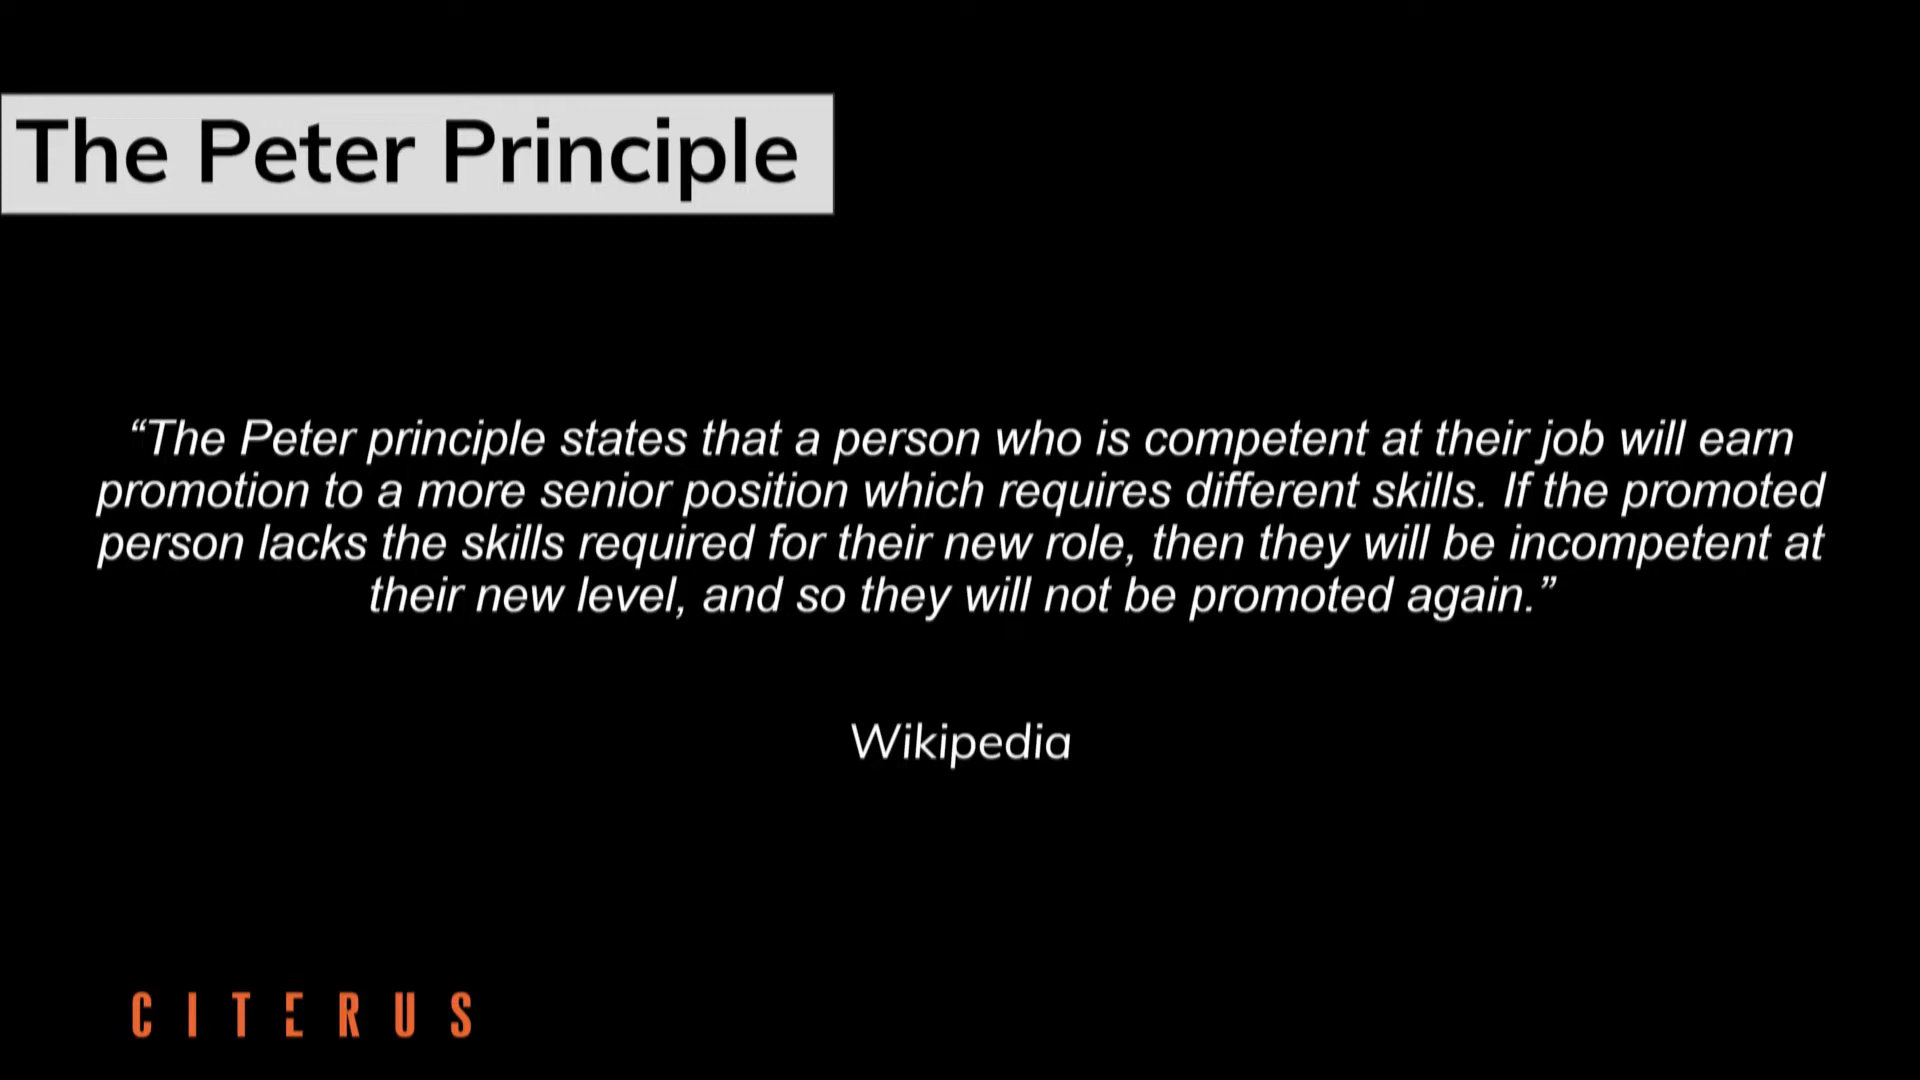 The Peter Principle
“The Peter principle states that a person who is competent at their job will earn
promotion to a more senior position which requires different skills. If the promoted
person lacks the skills required for their new role, then they will be incompetent at
their new level, and so they will not be promoted again.”
Wikipedia
CITERUS